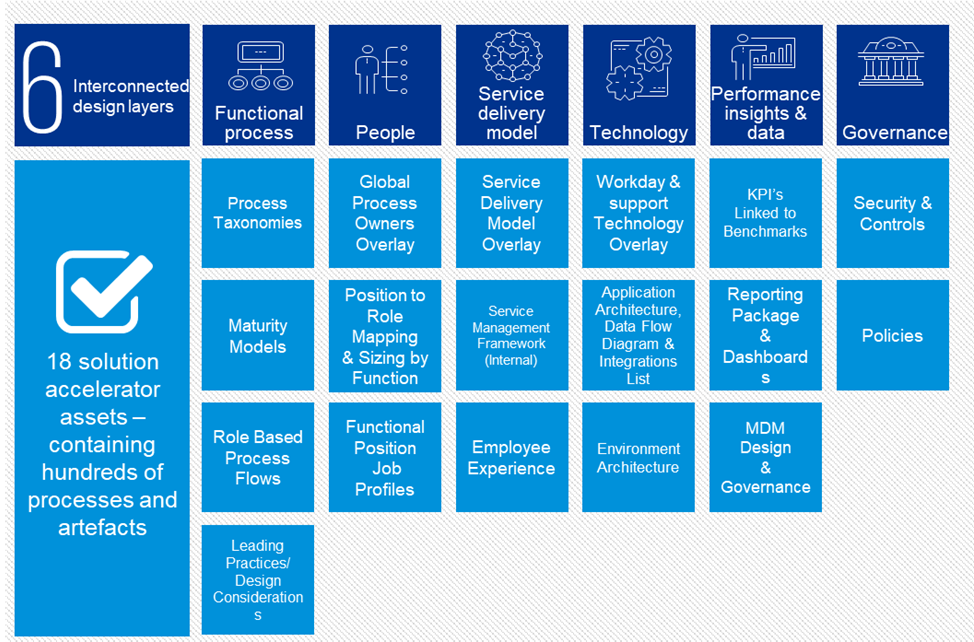 6
Interconnected
design layers
Functional
process
People
Service
delivery
model
Technology
Performance
insights &
data
Governance
18 solution
accelerator
assets –
containing
hundreds of
processes and
artefacts
Process
Taxonomies
Global
Process
Owners
Overlay
Service
Delivery
Model
Overlay
Workday &
support
Technology
Overlay
KPI's
Linked to
Benchmarks
Security &
Controls
Maturity
Models
Position to
Role
Mapping
& Sizing by
Function
Service
Management
Framework
(Internal)
Application
Architecture,
Data Flow
Diagram &
Integrations
List
Reporting
Package
&
Dashboard
s
Policies
Role Based
Process
Flows
Functional
Position
Job
Profiles
Employee
Experience
Environment
Architecture
MDM
Design
&
Governance
Leading
Practices/
Design
Consideration
s